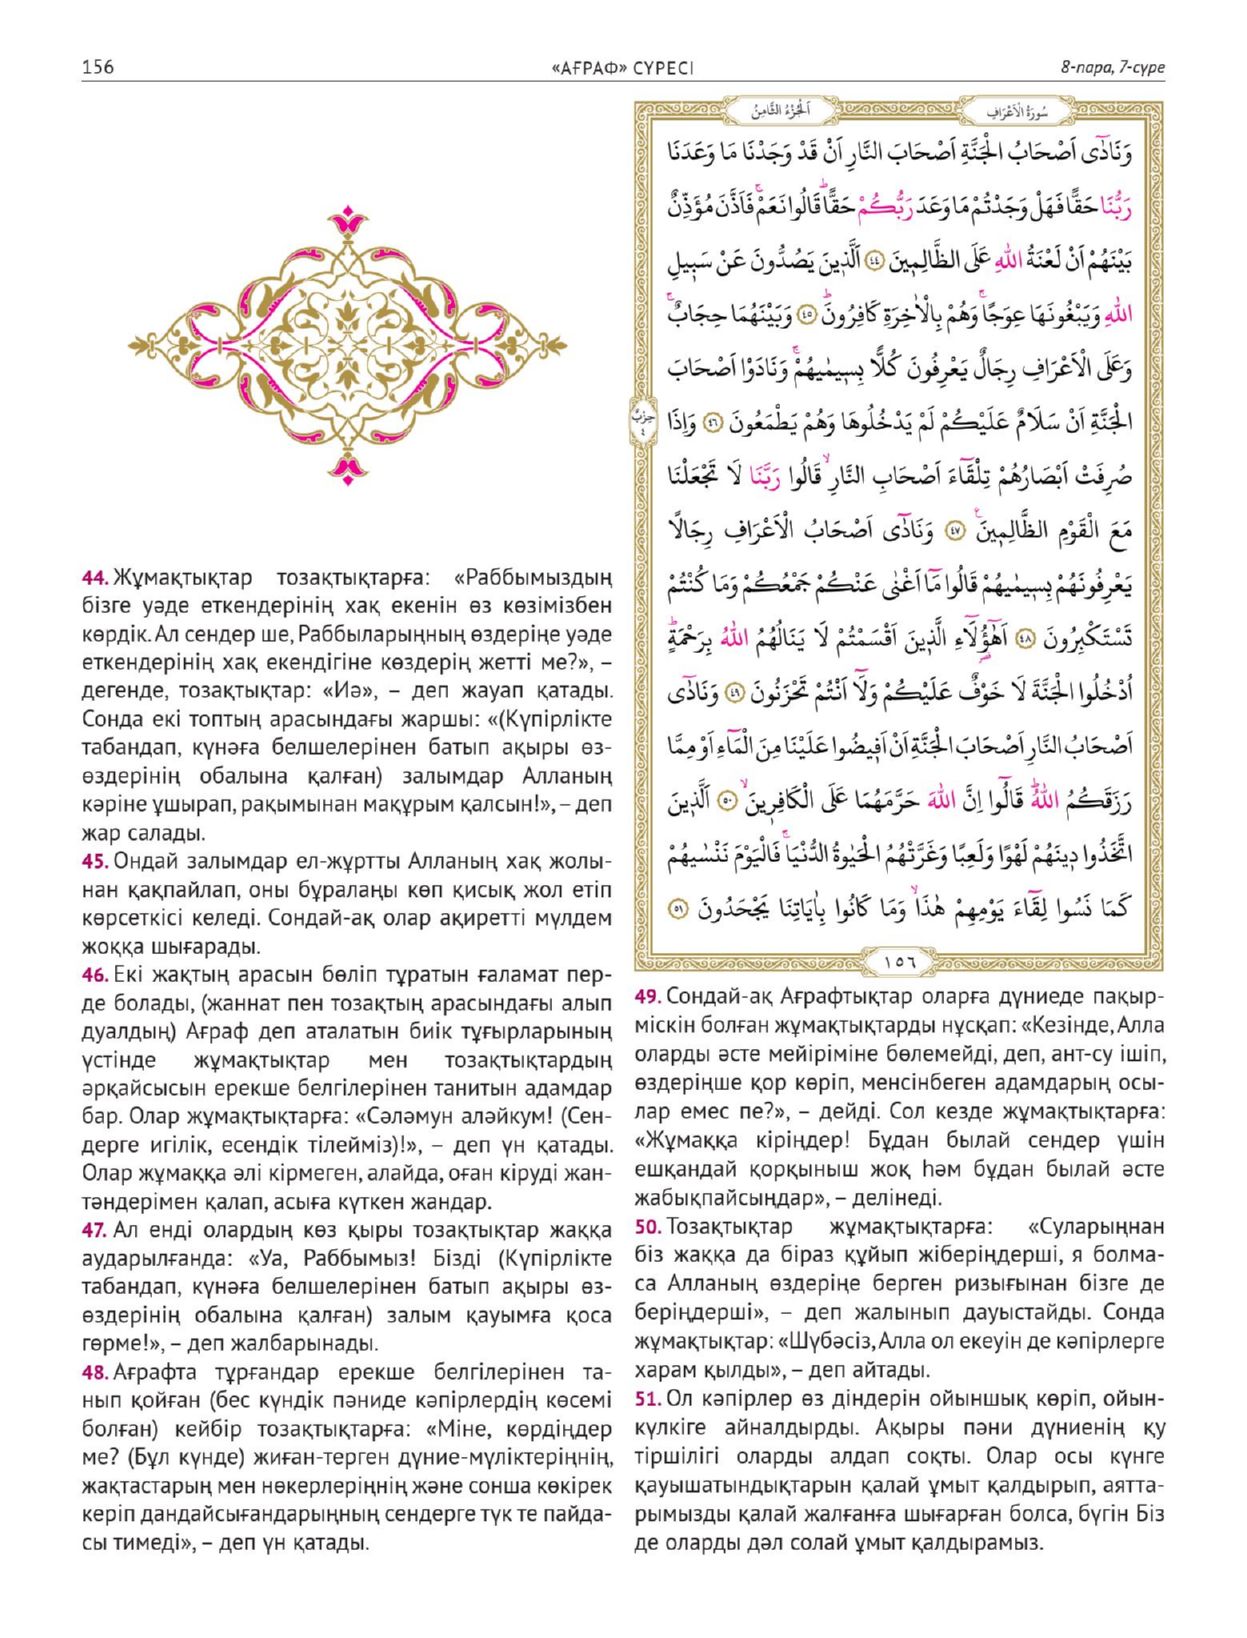 156
«АҒРАФ» СҮРЕСІ
8-пара, 7-сүре
44. Жұмақтықтар тозақтықтарға: «Раббымыздың
бізге уәде еткендерінің хақ екенін өз көзімізбен
көрдік. Ал сендер ше, Раббыларыңның өздеріңе уәде
еткендерінің хақ екендігіне көздерің жетті ме?», –
дегенде, тозақтықтар: «Иә», – деп жауап қатады.
Сонда екі топтың арасындағы жаршы: «(Күпірлікте
табандап, күнәға белшелерінен батып ақыры өз-
өздерінің обалына қалған) залымдар Алланың
кәріне ұшырап, рақымынан мақұрым қалсын!», – деп
жар салады.
45. Ондай залымдар ел-жұртты Алланың хақ жолы-
нан қақпайлап, оны бұралаңы көп қисық жол етіп
көрсеткісі келеді. Сондай-ақ олар ақиретті мүлдем
жоққа шығарады.
46. Екі жақтың арасын бөліп тұратын ғаламат пер-
де болады, (жаннат пен тозақтың арасындағы алып
дуалдың) Ағраф деп аталатын биік тұғырларының
үстінде жұмақтықтар мен тозақтықтардың
әрқайсысын ерекше белгілерінен танитын адамдар
бар. Олар жұмақтықтарға: «Сәләмун аләйкум! (Сен-
дерге игілік, есендік тілейміз)!», – деп үн қатады.
Олар жұмаққа әлі кірмеген, алайда, оған кіруді жан-
тәндерімен қалап, асыға күткен жандар.
47. Ал енді олардың көз қыры тозақтықтар жаққа
аударылғанда: «Уа, Раббымыз! Бізді (Күпірлікте
табандап, күнәға белшелерінен батып ақыры өз-
өздерінің обалына қалған) залым қауымға қоса
гөрме!», – деп жалбарынады.
48. Ағрафта тұрғандар ерекше белгілерінен та-
нып қойған (бес күндік пәниде кәпірлердің көсемі
болған) кейбір тозақтықтарға: «Міне, көрдіңдер
ме? (Бұл күнде) жиған-терген дүние-мүліктеріңнің,
жақтастарың мен нөкерлеріңнің және сонша көкірек
керіп дандайсығандарыңның сендерге түк те пайда-
сы тимеді», – деп үн қатады.
اَلْجُزْءُ الثَّامِنُ
سُورَةُ الْاَعْرَافِ
وَنَادٰٓى اَصْحَابُ الْجَنَّةِ اَصْحَابَ النَّارِ اَنْ قَدْ وَجَدْنَا مَا وَعَدَنَا
رَبُّنَا حَقًّا فَهَلْ وَجَدْتُمْ مَا وَعَدَ رَبُّكُمْ حَقًّاۜ قَالُوا نَعَمْۚ فَاَذَّنَ مُؤَذِّنٌ
بَيْنَهُمْ اَنْ لَعْنَةُ اللّٰهِ عَلَى الظَّالِمٖينَ ﴿٤٤﴾ اَلَّذٖينَ يَصُدُّونَ عَنْ سَبٖيلِ
اللّٰهِ وَيَبْغُونَهَا عِوَجًاۚ وَهُمْ بِالْاٰخِرَةِ كَافِرُونَۜ ﴿٤٥﴾ وَبَيْنَهُمَا حِجَابٌۚ
وَعَلَى الْاَعْرَافِ رِجَالٌ يَعْرِفُونَ كُلًّا بِسٖيمٰيهُمْۚ وَنَادَوْا اَصْحَابَ
حِزْبٌ
٤
الْجَنَّةِ اَنْ سَلَامٌ عَلَيْكُمْ لَمْ يَدْخُلُوهَا وَهُمْ يَطْمَعُونَ ﴿٤٦﴾ وَاِذَا
صُرِفَتْ اَبْصَارُهُمْ تِلْقَٓاءَ اَصْحَابِ النَّارِۙ قَالُوا رَبَّنَا لَا تَجْعَلْنَا
مَعَ الْقَوْمِ الظَّالِمٖينَۚ ﴿٤٧﴾ وَنَادٰٓى اَصْحَابُ الْاَعْرَافِ رِجَالًا
يَعْرِفُونَهُمْ بِسٖيمٰيهُمْ قَالُوا مَٓا اَغْنٰى عَنْكُمْ جَمْعُكُمْ وَمَا كُنْتُمْ
تَسْتَكْبِرُونَ ﴿٤٨﴾ اَهٰٓؤُ۬لَٓاءِ الَّذٖينَ اَقْسَمْتُمْ لَا يَنَالُهُمُ اللّٰهُ بِرَحْمَةٍۜ
اُدْخُلُوا الْجَنَّةَ لَا خَوْفٌ عَلَيْكُمْ وَلَٓا اَنْتُمْ تَحْزَنُونَ ﴿٤٩﴾ وَنَادٰٓى
اَصْحَابُ النَّارِ اَصْحَابَ الْجَنَّةِ اَنْ اَفٖيضُوا عَلَيْنَا مِنَ الْمَٓاءِ اَوْ مِمَّا
رَزَقَكُمُ اللّٰهُۜ قَالُٓوا اِنَّ اللّٰهَ حَرَّمَهُمَا عَلَى الْكَافِرٖينَۙ ﴿٥٠﴾ اَلَّذٖينَ
اتَّخَذُوا دٖينَهُمْ لَهْوًا وَلَعِبًا وَغَرَّتْهُمُ الْحَيٰوةُ الدُّنْيَاۚ فَالْيَوْمَ نَنْسٰيهُمْ
كَمَا نَسُوا لِقَٓاءَ يَوْمِهِمْ هٰذَاۙ وَمَا كَانُوا بِاٰيَاتِنَا يَجْحَدُونَ ﴿٥١﴾
١٥٦
49. Сондай-ақ Ағрафтықтар оларға дүниеде пақыр-
міскін болған жұмақтықтарды нұсқап: «Кезінде, Алла
оларды әсте мейіріміне бөлемейді, деп, ант-су ішіп,
өздеріңше қор көріп, менсінбеген адамдарың осы-
лар емес пе?», – дейді. Сол кезде жұмақтықтарға:
«Жұмаққа кіріңдер! Бұдан былай сендер үшін
ешқандай қорқыныш жоқ һәм бұдан былай әсте
жабықпайсыңдар», – делінеді.
50. Тозақтықтар жұмақтықтарға: «Суларыңнан
біз жаққа да біраз құйып жіберіңдерші, я болма-
са Алланың өздеріңе берген ризығынан бізге де
беріңдерші», – деп жалынып дауыстайды. Сонда
жұмақтықтар: «Шүбәсіз, Алла ол екеуін де кәпірлерге
харам қылды», – деп айтады.
51. Ол кәпірлер өз діндерін ойыншық көріп, ойын-
күлкіге айналдырды. Ақыры пәни дүниенің қу
тіршілігі оларды алдап соқты. Олар осы күнге
қауышатындықтарын қалай ұмыт қалдырып, аятта-
рымызды қалай жалғанға шығарған болса, бүгін Біз
де оларды дәл солай ұмыт қалдырамыз.